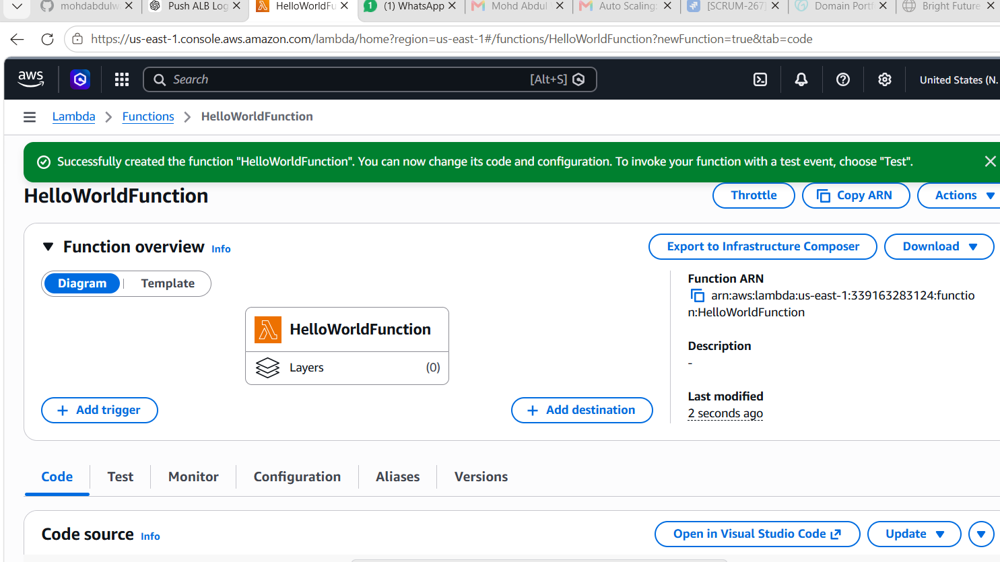 mohdabdulw
Push ALB Log
HelloWorldFu
1 (1) WhatsApp
Mohd Abdul
Auto Scaling:
[SCRUM-267]
Domain Portf
Bright Future
https://us-east-1.console.aws.amazon.com/lambda/home?region=us-east-1#/functions/HelloWorldFunction?newFunction=true&tab=code
aws
Search
[Alt+S]
United States (N.
Lambda
Functions
HelloWorldFunction
Successfully created the function "HelloWorldFunction". You can now change its code and configuration. To invoke your function with a test event, choose "Test".
HelloWorldFunction
Throttle
Copy ARN
Actions
Function overview Info
Export to Infrastructure Composer
Download
Diagram
Template
HelloWorldFunction
Layers
(0)
+ Add trigger
+ Add destination
Function ARN
arn:aws:lambda:us-east-1:339163283124:functio
n:HelloWorldFunction
Description
-
Last modified
2 seconds ago
Code
Test
Monitor
Configuration
Aliases
Versions
Code source Info
Open in Visual Studio Code
Update